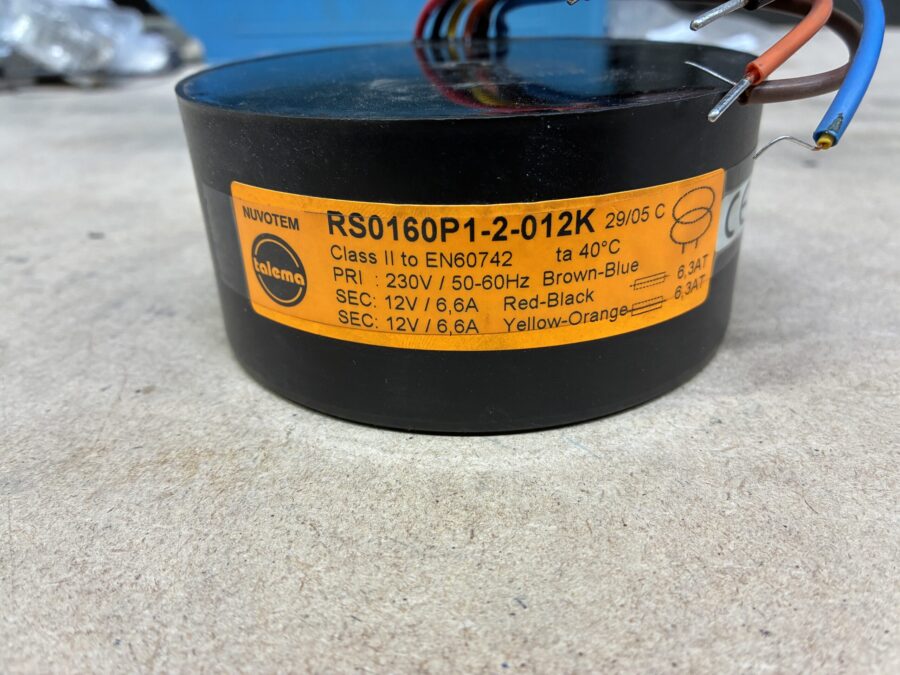 NUVOTEM
talema
RS0160P1-2-012K 29/05 C
Class II to EN60742 ta 40°C
PRI : 230V / 50-60Hz Brown-Blue
SEC: 12V / 6,6A Red-Black 6,3AT
SEC: 12V / 6,6A Yellow-Orange 6,3AT
CE